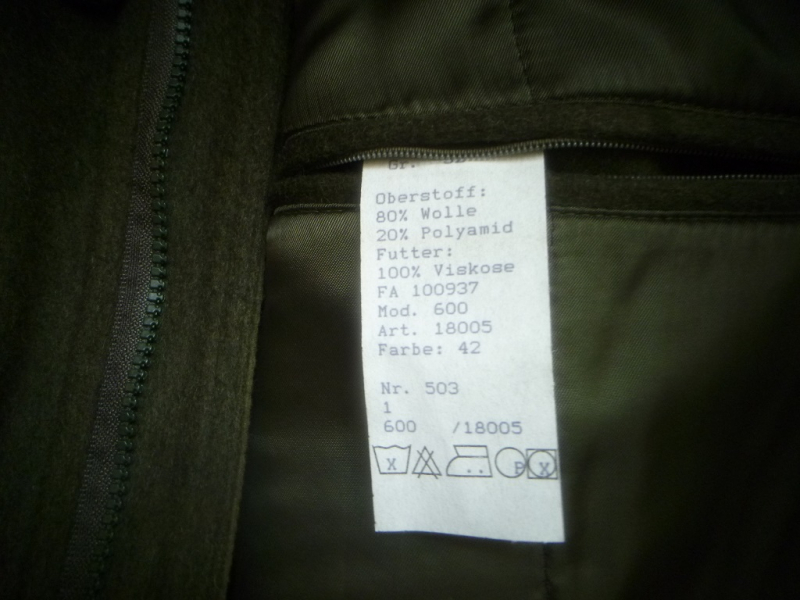 Oberstoff:
80% Wolle
20% Polyamid
Futter:
100% Viskose
FA 100937
Mod. 600
Art. 18005
Farbe: 42
Nr. 503
1
600 /18005
X P X